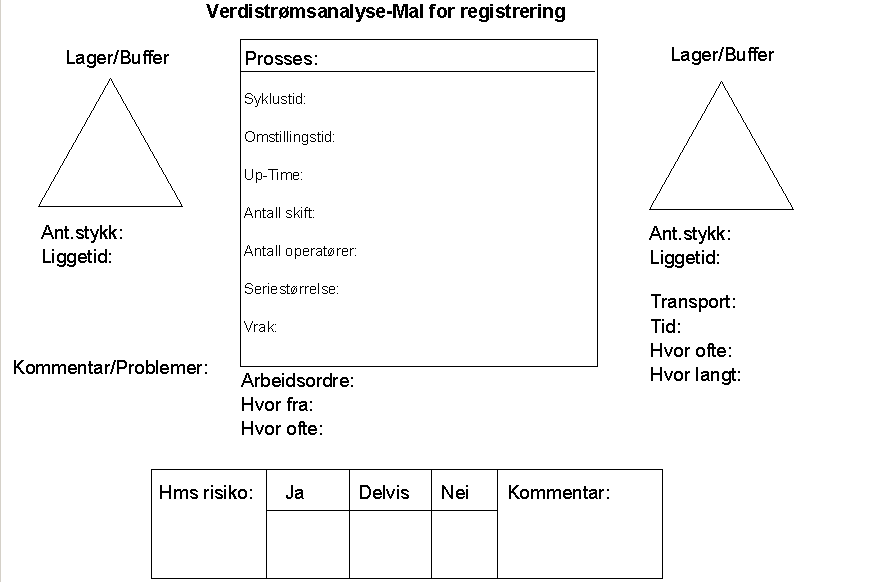 Verdistrømsanalyse-Mal for registrering
Lager/Buffer
Ant.stykk:
Liggetid:
Kommentar/Problemer:
Prosses:
Syklustid:
Omstillingstid:
Up-Time:
Antall skift:
Antall operatører:
Seriestørrelse:
Vrak:
Arbeidsordre:
Hvor fra:
Hvor ofte:
Lager/Buffer
Ant.stykk:
Liggetid:
Transport:
Tid:
Hvor ofte:
Hvor langt:
Hms risiko: Ja Delvis Nei Kommentar: